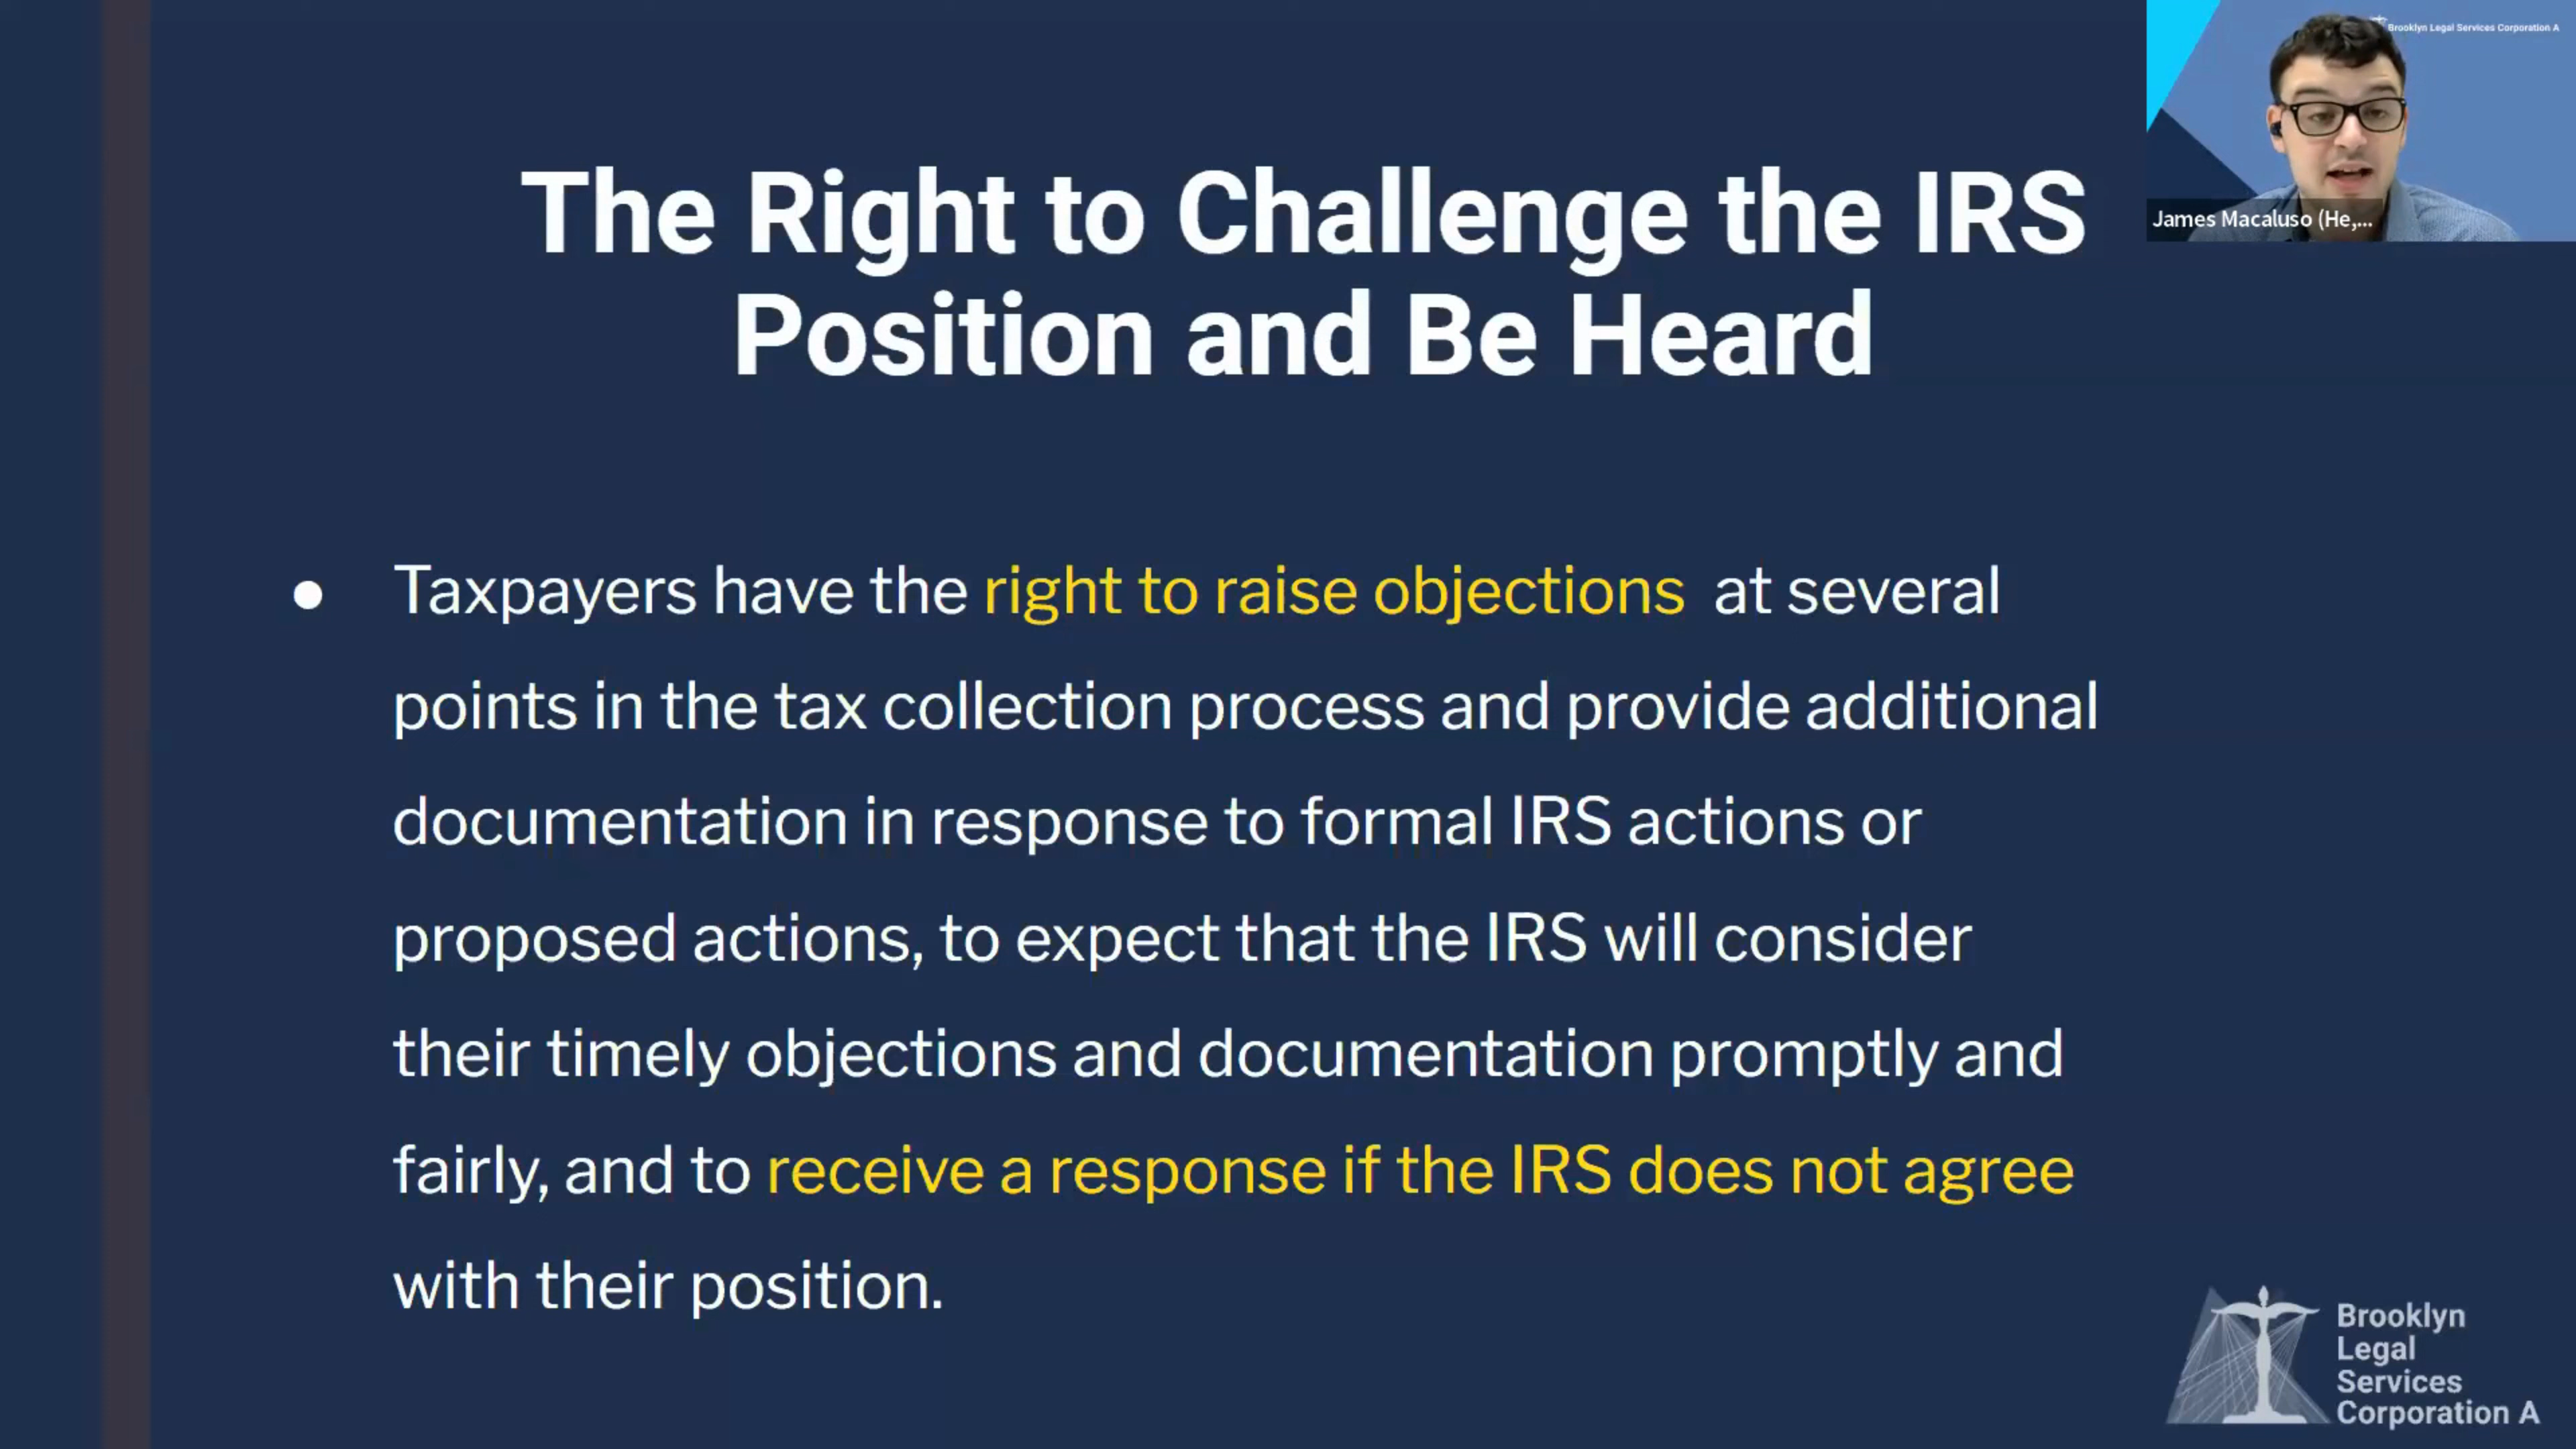 Brooklyn Legal Services Corporation A
James Macaluso (He,...
The Right to Challenge the IRS
Position and Be Heard
● Taxpayers have the right to raise objections at several
points in the tax collection process and provide additional
documentation in response to formal IRS actions or
proposed actions, to expect that the IRS will consider
their timely objections and documentation promptly and
fairly, and to receive a response if the IRS does not agree
with their position.
Brooklyn
Legal
Services
Corporation A